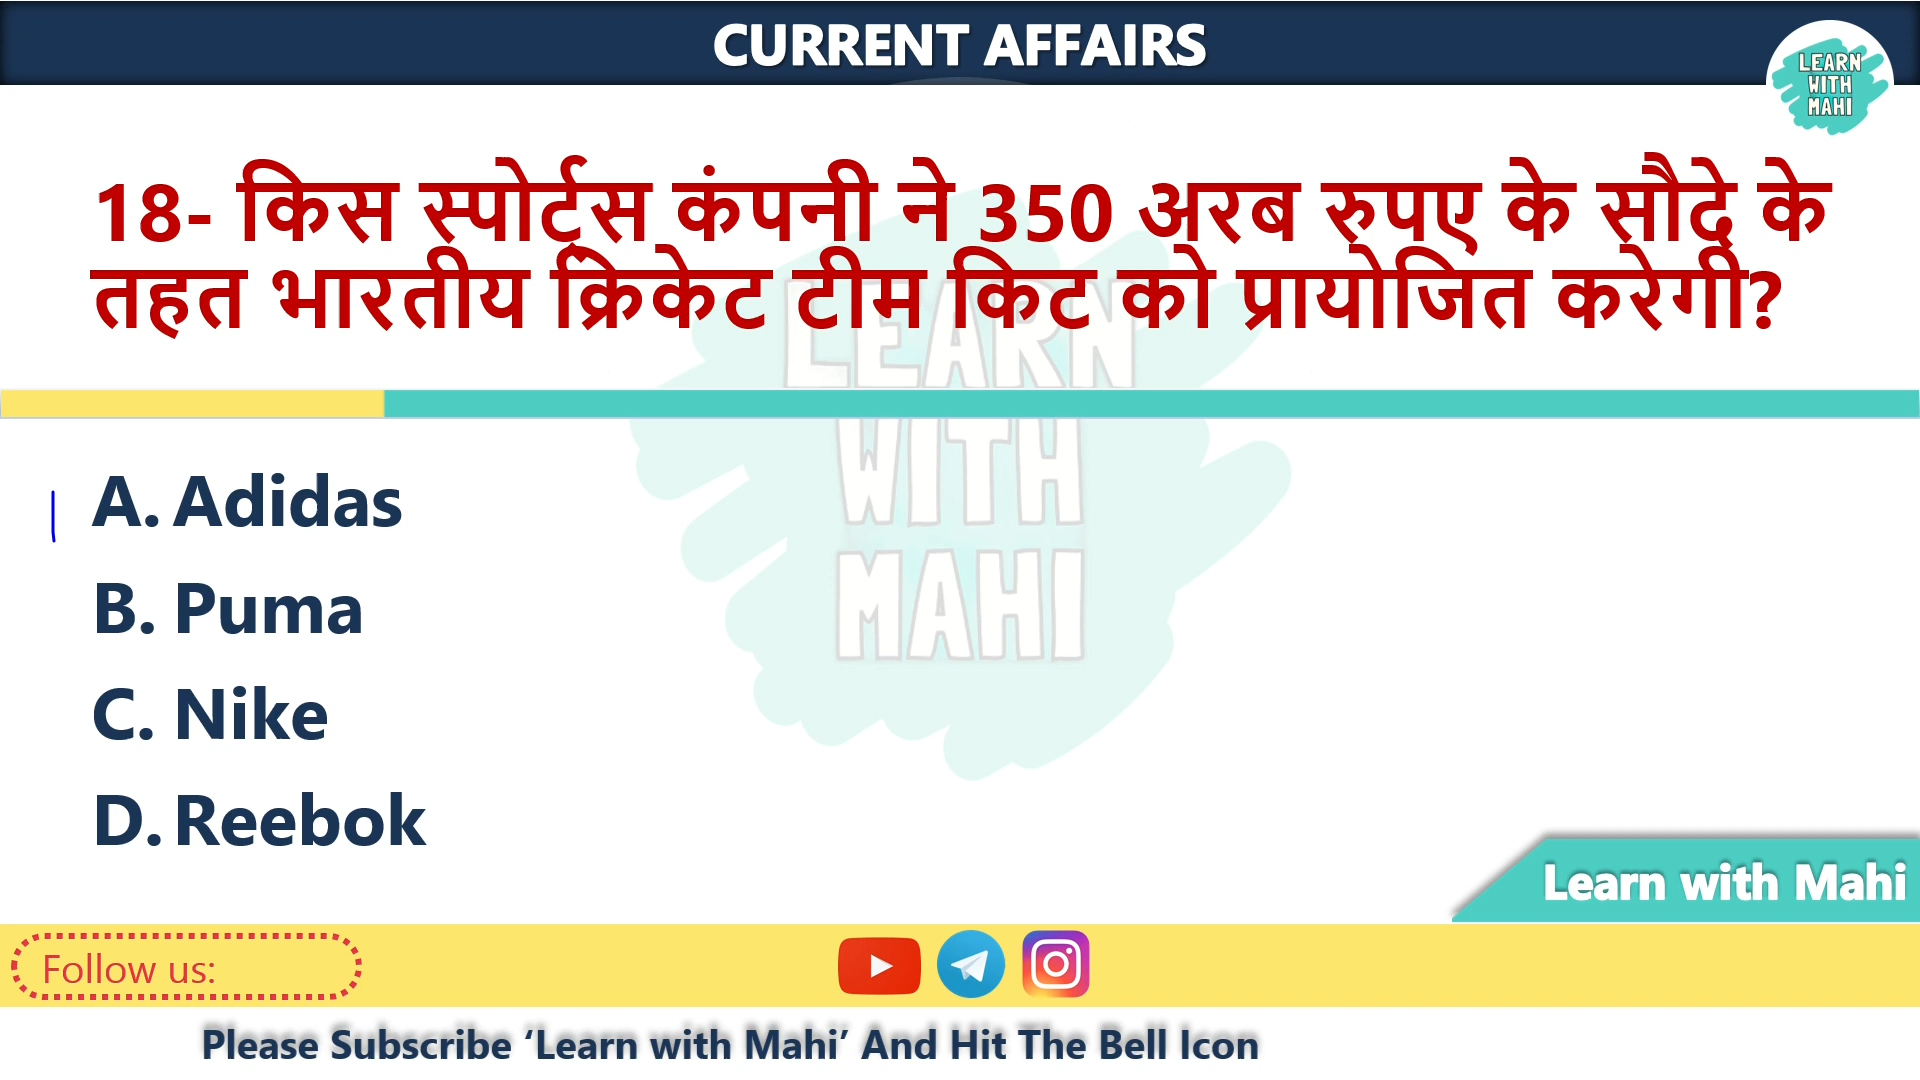 CURRENT AFFAIRS
LEARN
WITH
MAHI
18- किस स्पोर्ट्स कंपनी ने 350 अरब रुपए के सौदे के
तहत भारतीय क्रिकेट टीम किट को प्रायोजित करेगी?
LEARN
WITH
MAHI
A. Adidas
B. Puma
C. Nike
D. Reebok
Learn with Mahi
Follow us:
Please Subscribe ‘Learn with Mahi’ And Hit The Bell Icon